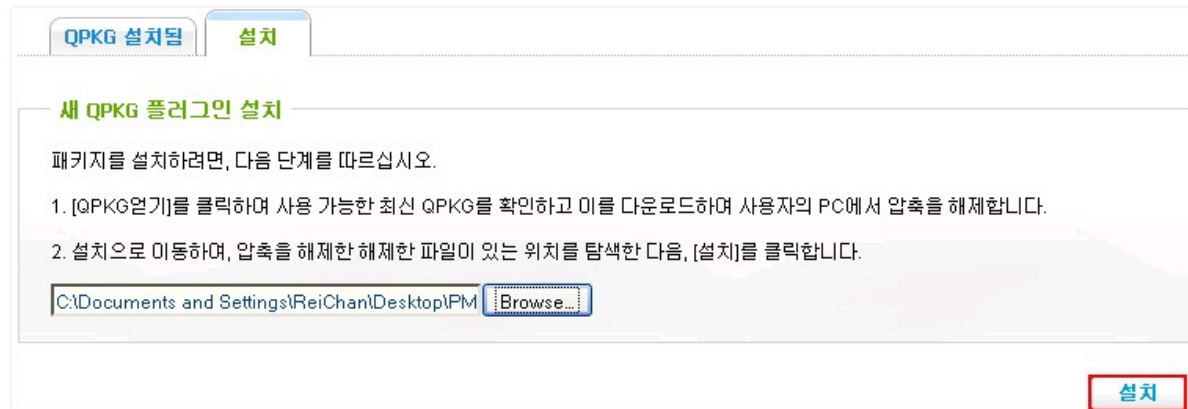 QPKG 설치됨 설치
새 QPKG 플러그인 설치
패키지를 설치하려면, 다음 단계를 따르십시오.
1. [QPKG얻기]를 클릭하여 사용 가능한 최신 QPKG를 확인하고 이를 다운로드하여 사용자의 PC에서 압축을 해제합니다.
2. 설치으로 이동하여, 압축을 해제한 해제한 파일이 있는 위치를 탐색한 다음, [설치]를 클릭합니다.
C:\Documents and Settings\ReiChan\Desktop\PM Browse...
설치